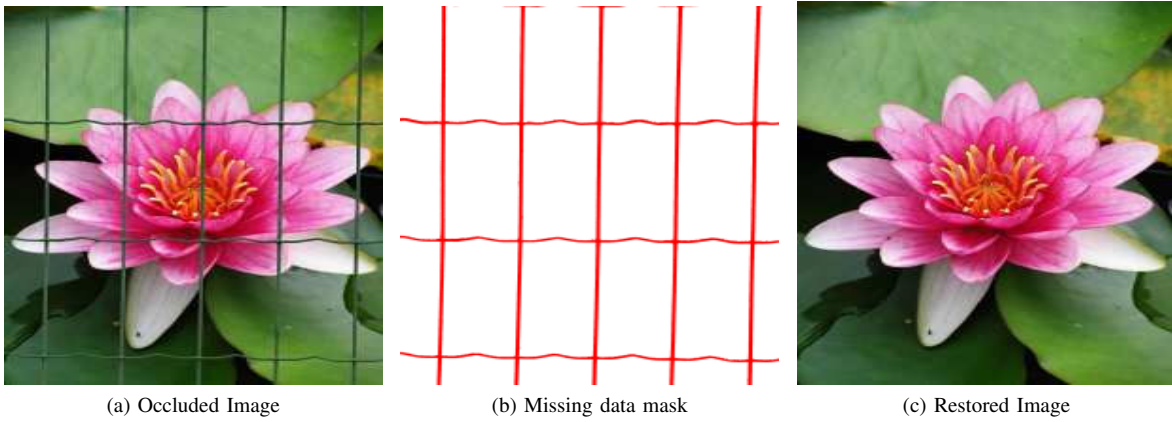 (a) Occluded Image
(b) Missing data mask
(c) Restored Image